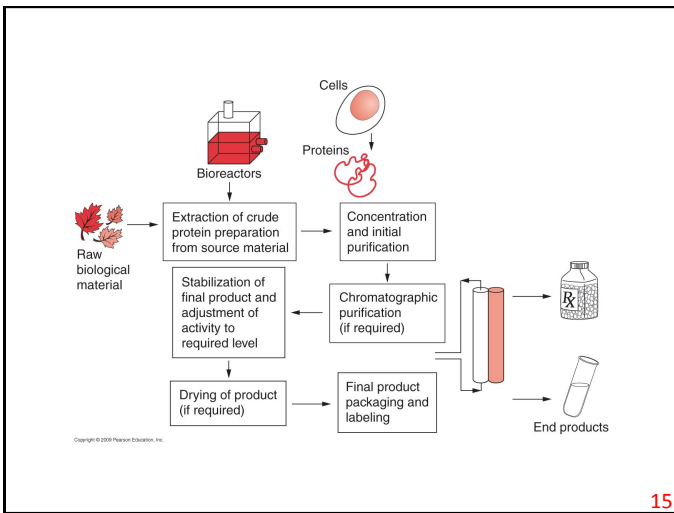 Cells
Proteins
Bioreactors
Raw
biological
material
Extraction of crude
protein preparation
from source material
Concentration
and initial
purification
Stabilization of
final product and
adjustment of
activity to
required level
Chromatographic
purification
(if required)
Rx
Drying of product
(if required)
Final product
packaging and
labeling
End products
Copyright © 2009 Pearson Education, Inc.
15